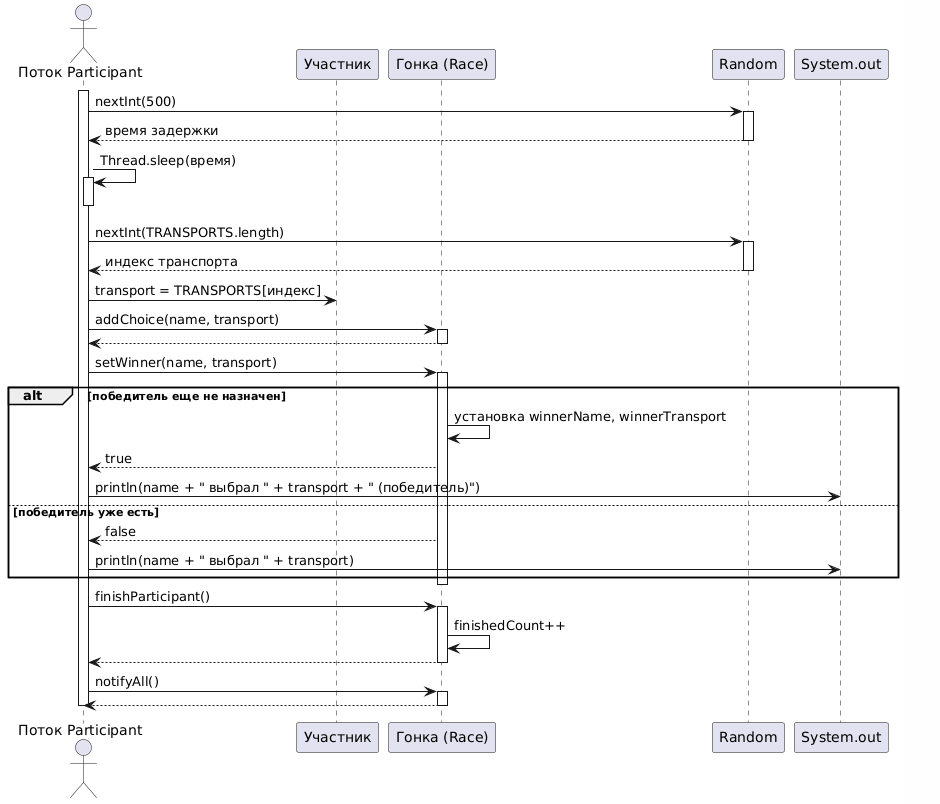 Поток Participant
Участник
Гонка (Race)
Random
System.out
nextInt(500)
время задержки
Thread.sleep(время)
nextInt(TRANSPORTS.length)
индекс транспорта
transport = TRANSPORTS[индекс]
addChoice(name, transport)
setWinner(name, transport)
alt
[победитель еще не назначен]
установка winnerName, winnerTransport
true
println(name + " выбрал " + transport + " (победитель)")
[победитель уже есть]
false
println(name + " выбрал " + transport)
finishParticipant()
finishedCount++
notifyAll()
Поток Participant
Участник
Гонка (Race)
Random
System.out